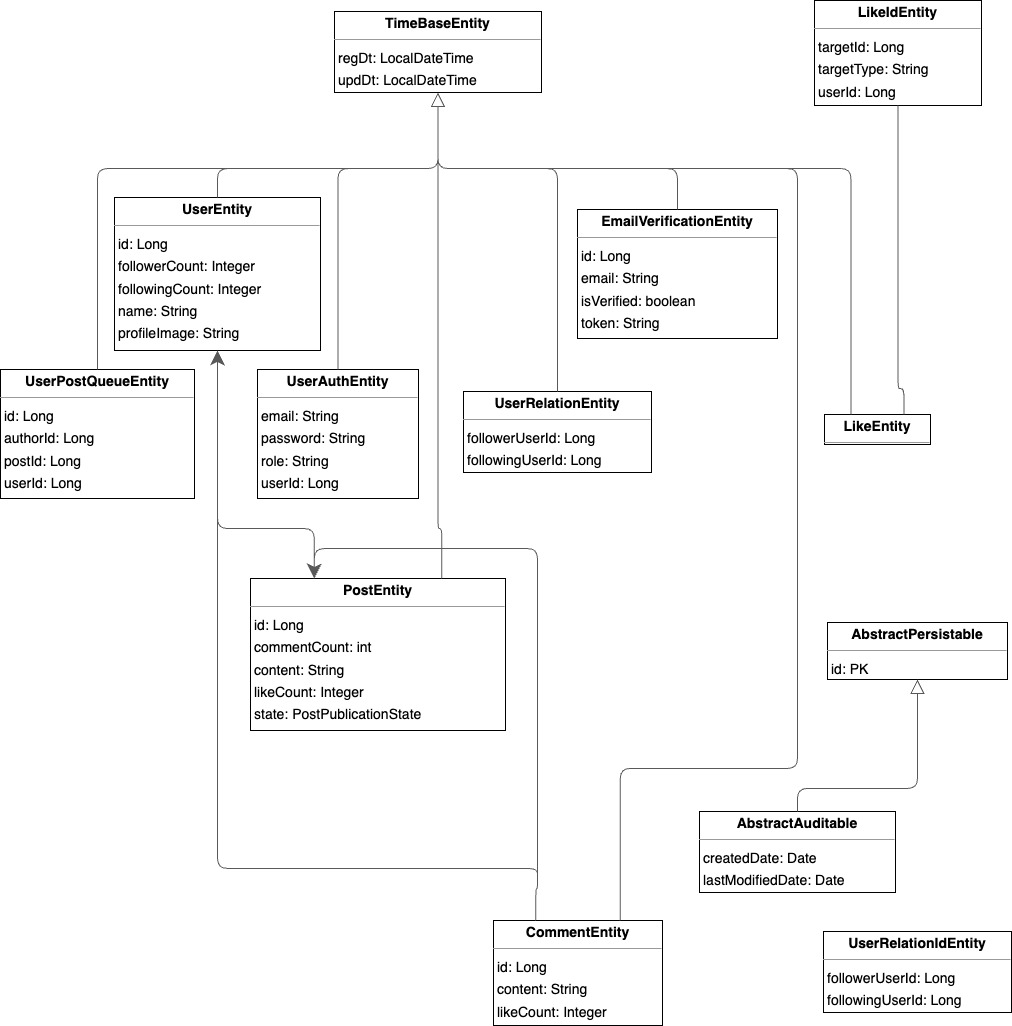 TimeBaseEntity
regDt: LocalDateTime
updDt: LocalDateTime
LikeIdEntity
targetId: Long
targetType: String
userId: Long
UserEntity
id: Long
followerCount: Integer
followingCount: Integer
name: String
profileImage: String
EmailVerificationEntity
id: Long
email: String
isVerified: boolean
token: String
UserPostQueueEntity
id: Long
authorId: Long
postId: Long
userId: Long
UserAuthEntity
email: String
password: String
role: String
userId: Long
UserRelationEntity
followerUserId: Long
followingUserId: Long
LikeEntity
PostEntity
id: Long
commentCount: int
content: String
likeCount: Integer
state: PostPublicationState
AbstractPersistable
id: PK
AbstractAuditable
createdDate: Date
lastModifiedDate: Date
CommentEntity
id: Long
content: String
likeCount: Integer
UserRelationIdEntity
followerUserId: Long
followingUserId: Long